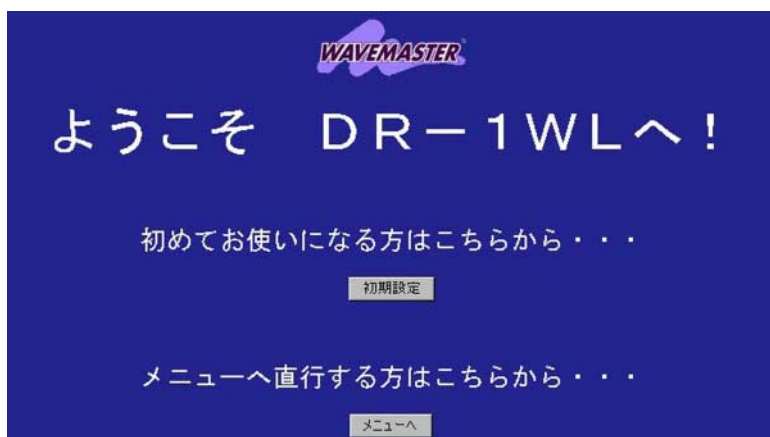 WAVEMASTER
ようこそ　DR－1WLへ！
初めてお使いになる方はこちらから・・・
初期設定
メニューへ直行する方はこちらから・・・
メニューへ